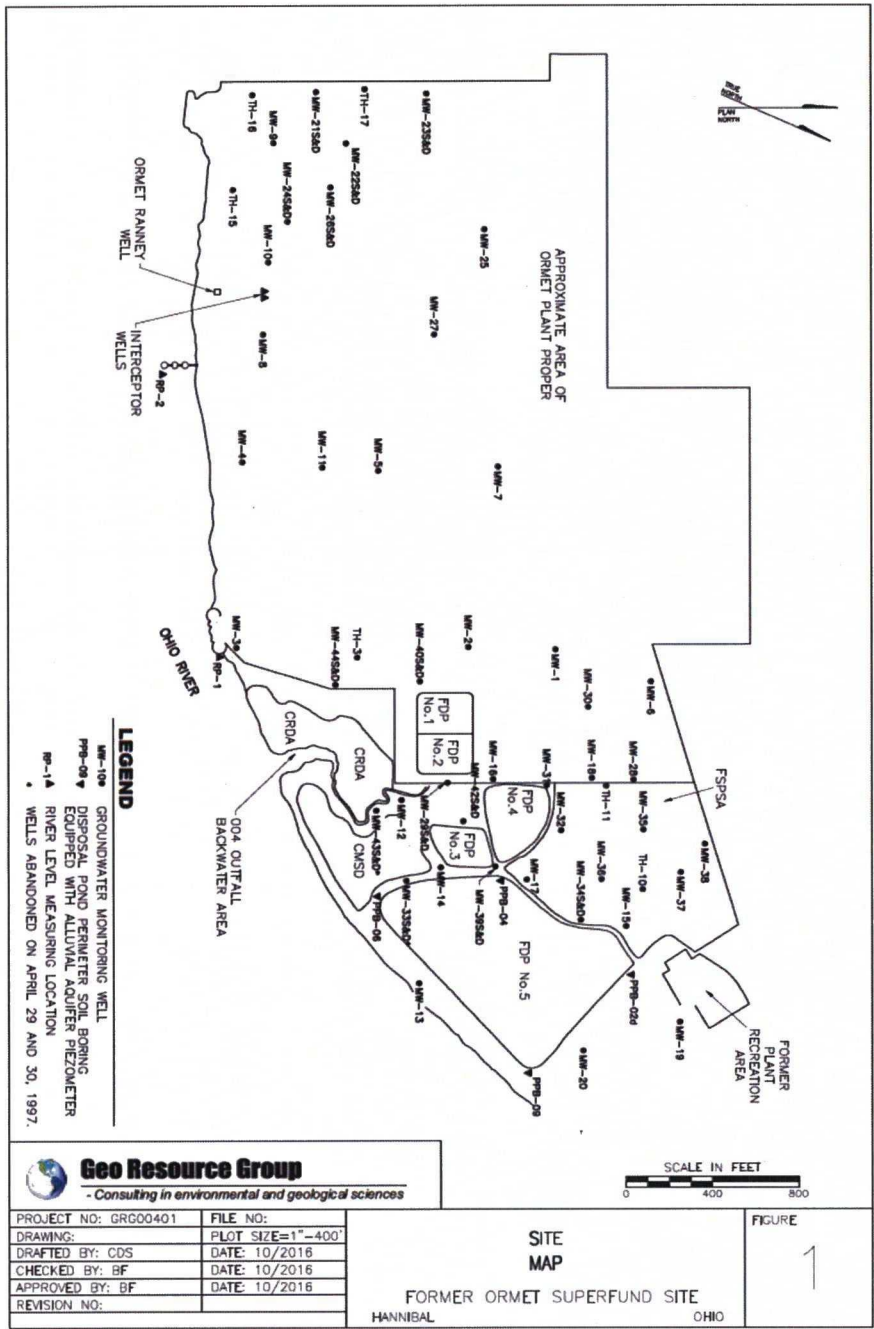 TRUE
NORTH
PLAN
NORTH
APPROXIMATE AREA OF
ORMET PLANT PROPER
TH-16
MW-9
MW-21S&D
TH-17
MW-23S&D
MW-22S&D
MW-24S&D
MW-26S&D
TH-15
MW-10
MW-25
ORMET RANNEY
WELL
INTERCEPTOR
WELLS
MW-8
MW-27
RP-2
MW-4
MW-11
MW-5
MW-7
MW-3
RP-1
OHIO RIVER
TH-3
MW-44S&D
MW-40S&D
MW-2
MW-1
MW-30
MW-6
FDP
No.1
FDP
No.2
CRDA
CRDA
004 OUTFALL
BACKWATER AREA
MW-16
MW-42S&D
MW-31
MW-18
MW-28
TH-11
FSPSA
FDP
No.4
MW-32
MW-35
MW-12
MW-29S&D
MW-43S&D*
FDP
No.3
CMSD
MW-14
MW-39S&D
MW-17
PPB-04
MW-34S&D
MW-36
TH-10
MW-15
MW-37
MW-38
MW-33S&D*
PPB-06
FDP No.5
MW-13
PPB-02d
MW-19
MW-20
PPB-09
FORMER
PLANT
RECREATION
AREA
LEGEND
MW-10 GROUNDWATER MONITORING WELL
PPB-09 DISPOSAL POND PERIMETER SOIL BORING
EQUIPPED WITH ALLUVIAL AQUIFER PIEZOMETER
RP-1 RIVER LEVEL MEASURING LOCATION
* WELLS ABANDONED ON APRIL 29 AND 30, 1997.
SCALE IN FEET
0 400 800
Geo Resource Group
- Consulting in environmental and geological sciences
PROJECT NO: GRG00401 FILE NO:
DRAWING: PLOT SIZE=1"-400'
DRAFTED BY: CDS DATE: 10/2016
CHECKED BY: BF DATE: 10/2016
APPROVED BY: BF DATE: 10/2016
REVISION NO:
SITE
MAP
FORMER ORMET SUPERFUND SITE
HANNIBAL OHIO
FIGURE
1